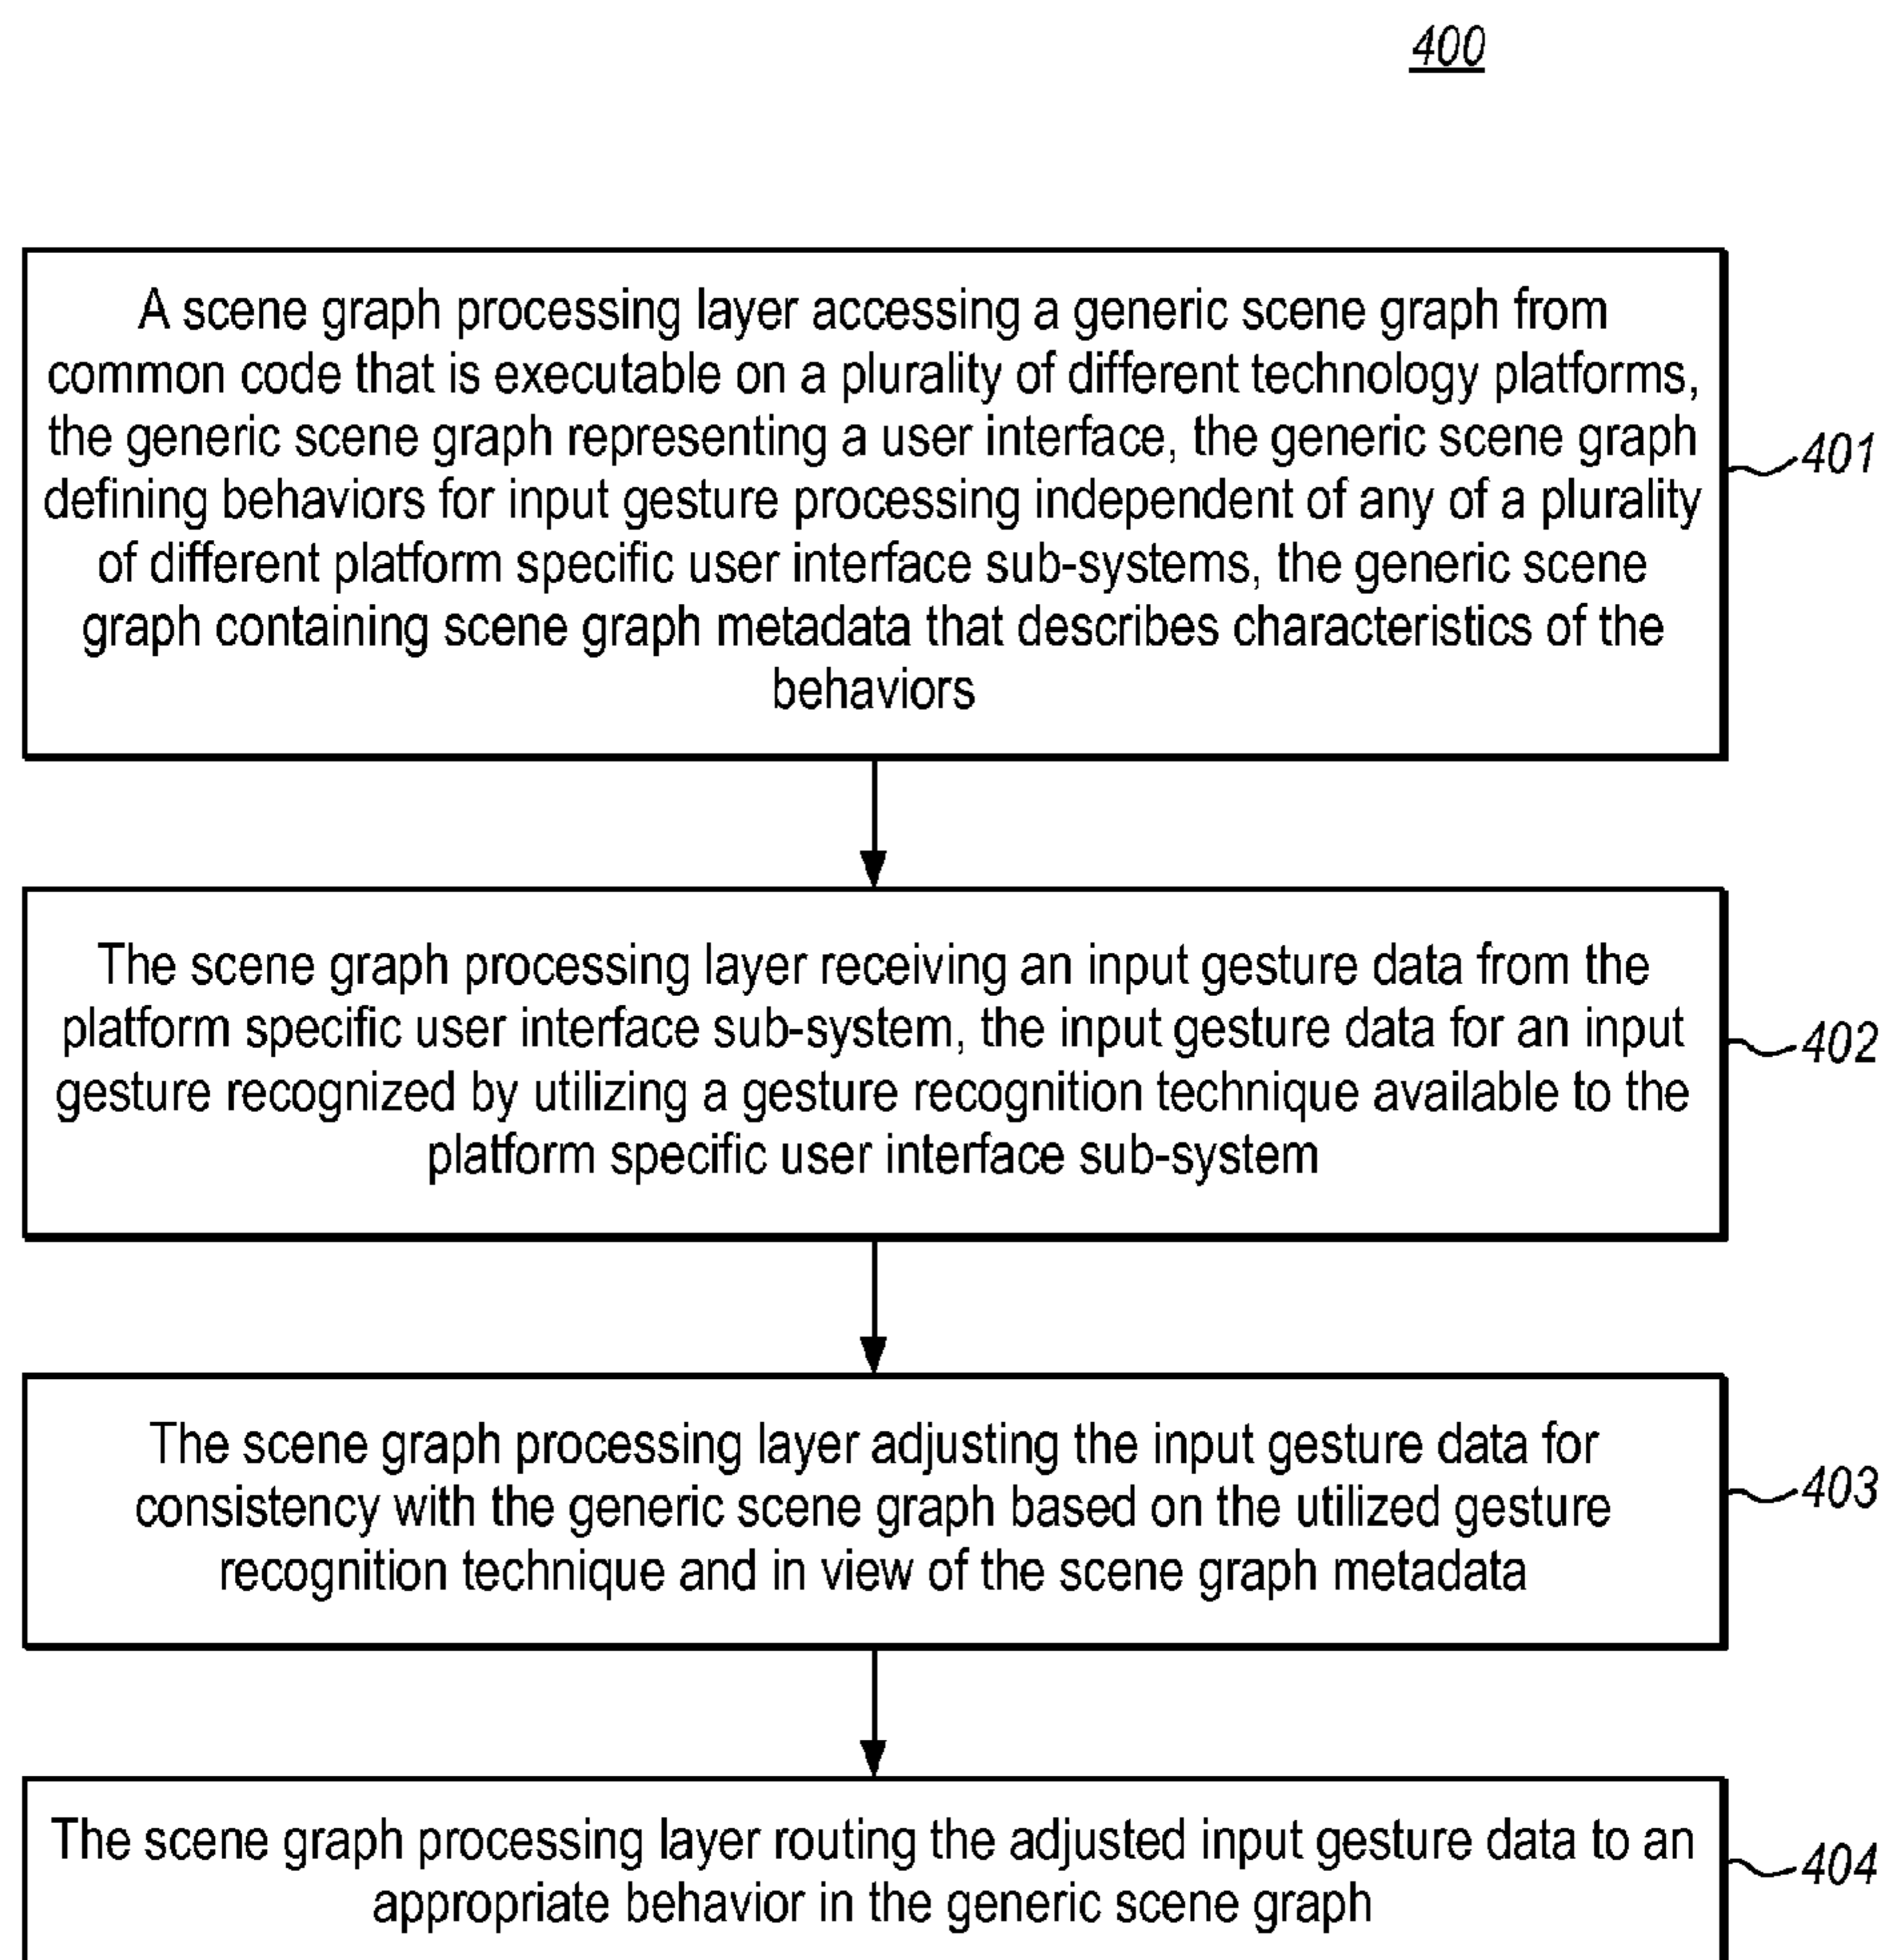 400
A scene graph processing layer accessing a generic scene graph from
common code that is executable on a plurality of different technology platforms,
the generic scene graph representing a user interface, the generic scene graph
defining behaviors for input gesture processing independent of any of a plurality
of different platform specific user interface sub-systems, the generic scene
graph containing scene graph metadata that describes characteristics of the
behaviors
401
The scene graph processing layer receiving an input gesture data from the
platform specific user interface sub-system, the input gesture data for an input
gesture recognized by utilizing a gesture recognition technique available to the
platform specific user interface sub-system
402
The scene graph processing layer adjusting the input gesture data for
consistency with the generic scene graph based on the utilized gesture
recognition technique and in view of the scene graph metadata
403
The scene graph processing layer routing the adjusted input gesture data to an
appropriate behavior in the generic scene graph
404